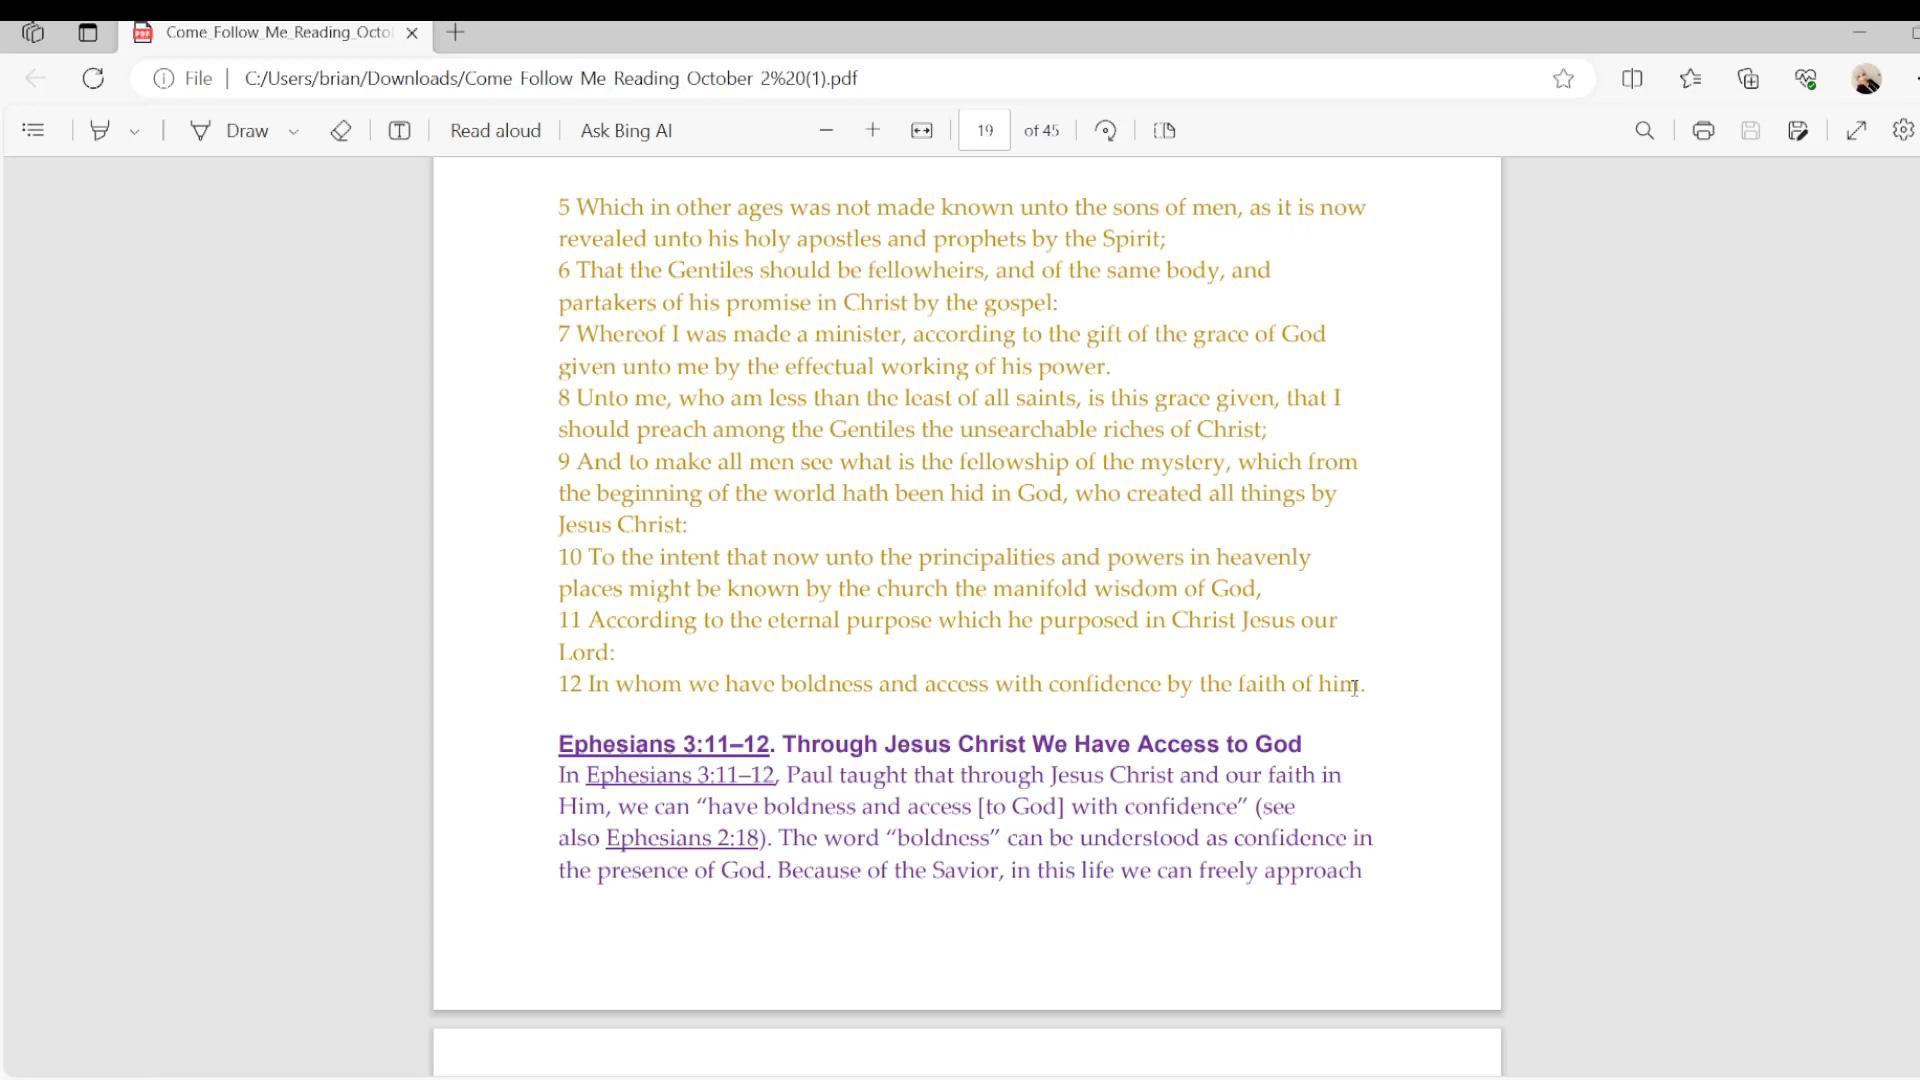 Come_Follow_Me_Reading_Octo
File | C:/Users/brian/Downloads/Come Follow Me Reading October 2%20(1).pdf
Draw Read aloud Ask Bing AI 19 of 45
5 Which in other ages was not made known unto the sons of men, as it is now
revealed unto his holy apostles and prophets by the Spirit;
6 That the Gentiles should be fellowheirs, and of the same body, and
partakers of his promise in Christ by the gospel:
7 Whereof I was made a minister, according to the gift of the grace of God
given unto me by the effectual working of his power.
8 Unto me, who am less than the least of all saints, is this grace given, that I
should preach among the Gentiles the unsearchable riches of Christ;
9 And to make all men see what is the fellowship of the mystery, which from
the beginning of the world hath been hid in God, who created all things by
Jesus Christ:
10 To the intent that now unto the principalities and powers in heavenly
places might be known by the church the manifold wisdom of God,
11 According to the eternal purpose which he purposed in Christ Jesus our
Lord:
12 In whom we have boldness and access with confidence by the faith of him.
Ephesians 3:11–12. Through Jesus Christ We Have Access to God
In Ephesians 3:11–12, Paul taught that through Jesus Christ and our faith in
Him, we can “have boldness and access [to God] with confidence” (see
also Ephesians 2:18). The word “boldness” can be understood as confidence in
the presence of God. Because of the Savior, in this life we can freely approach